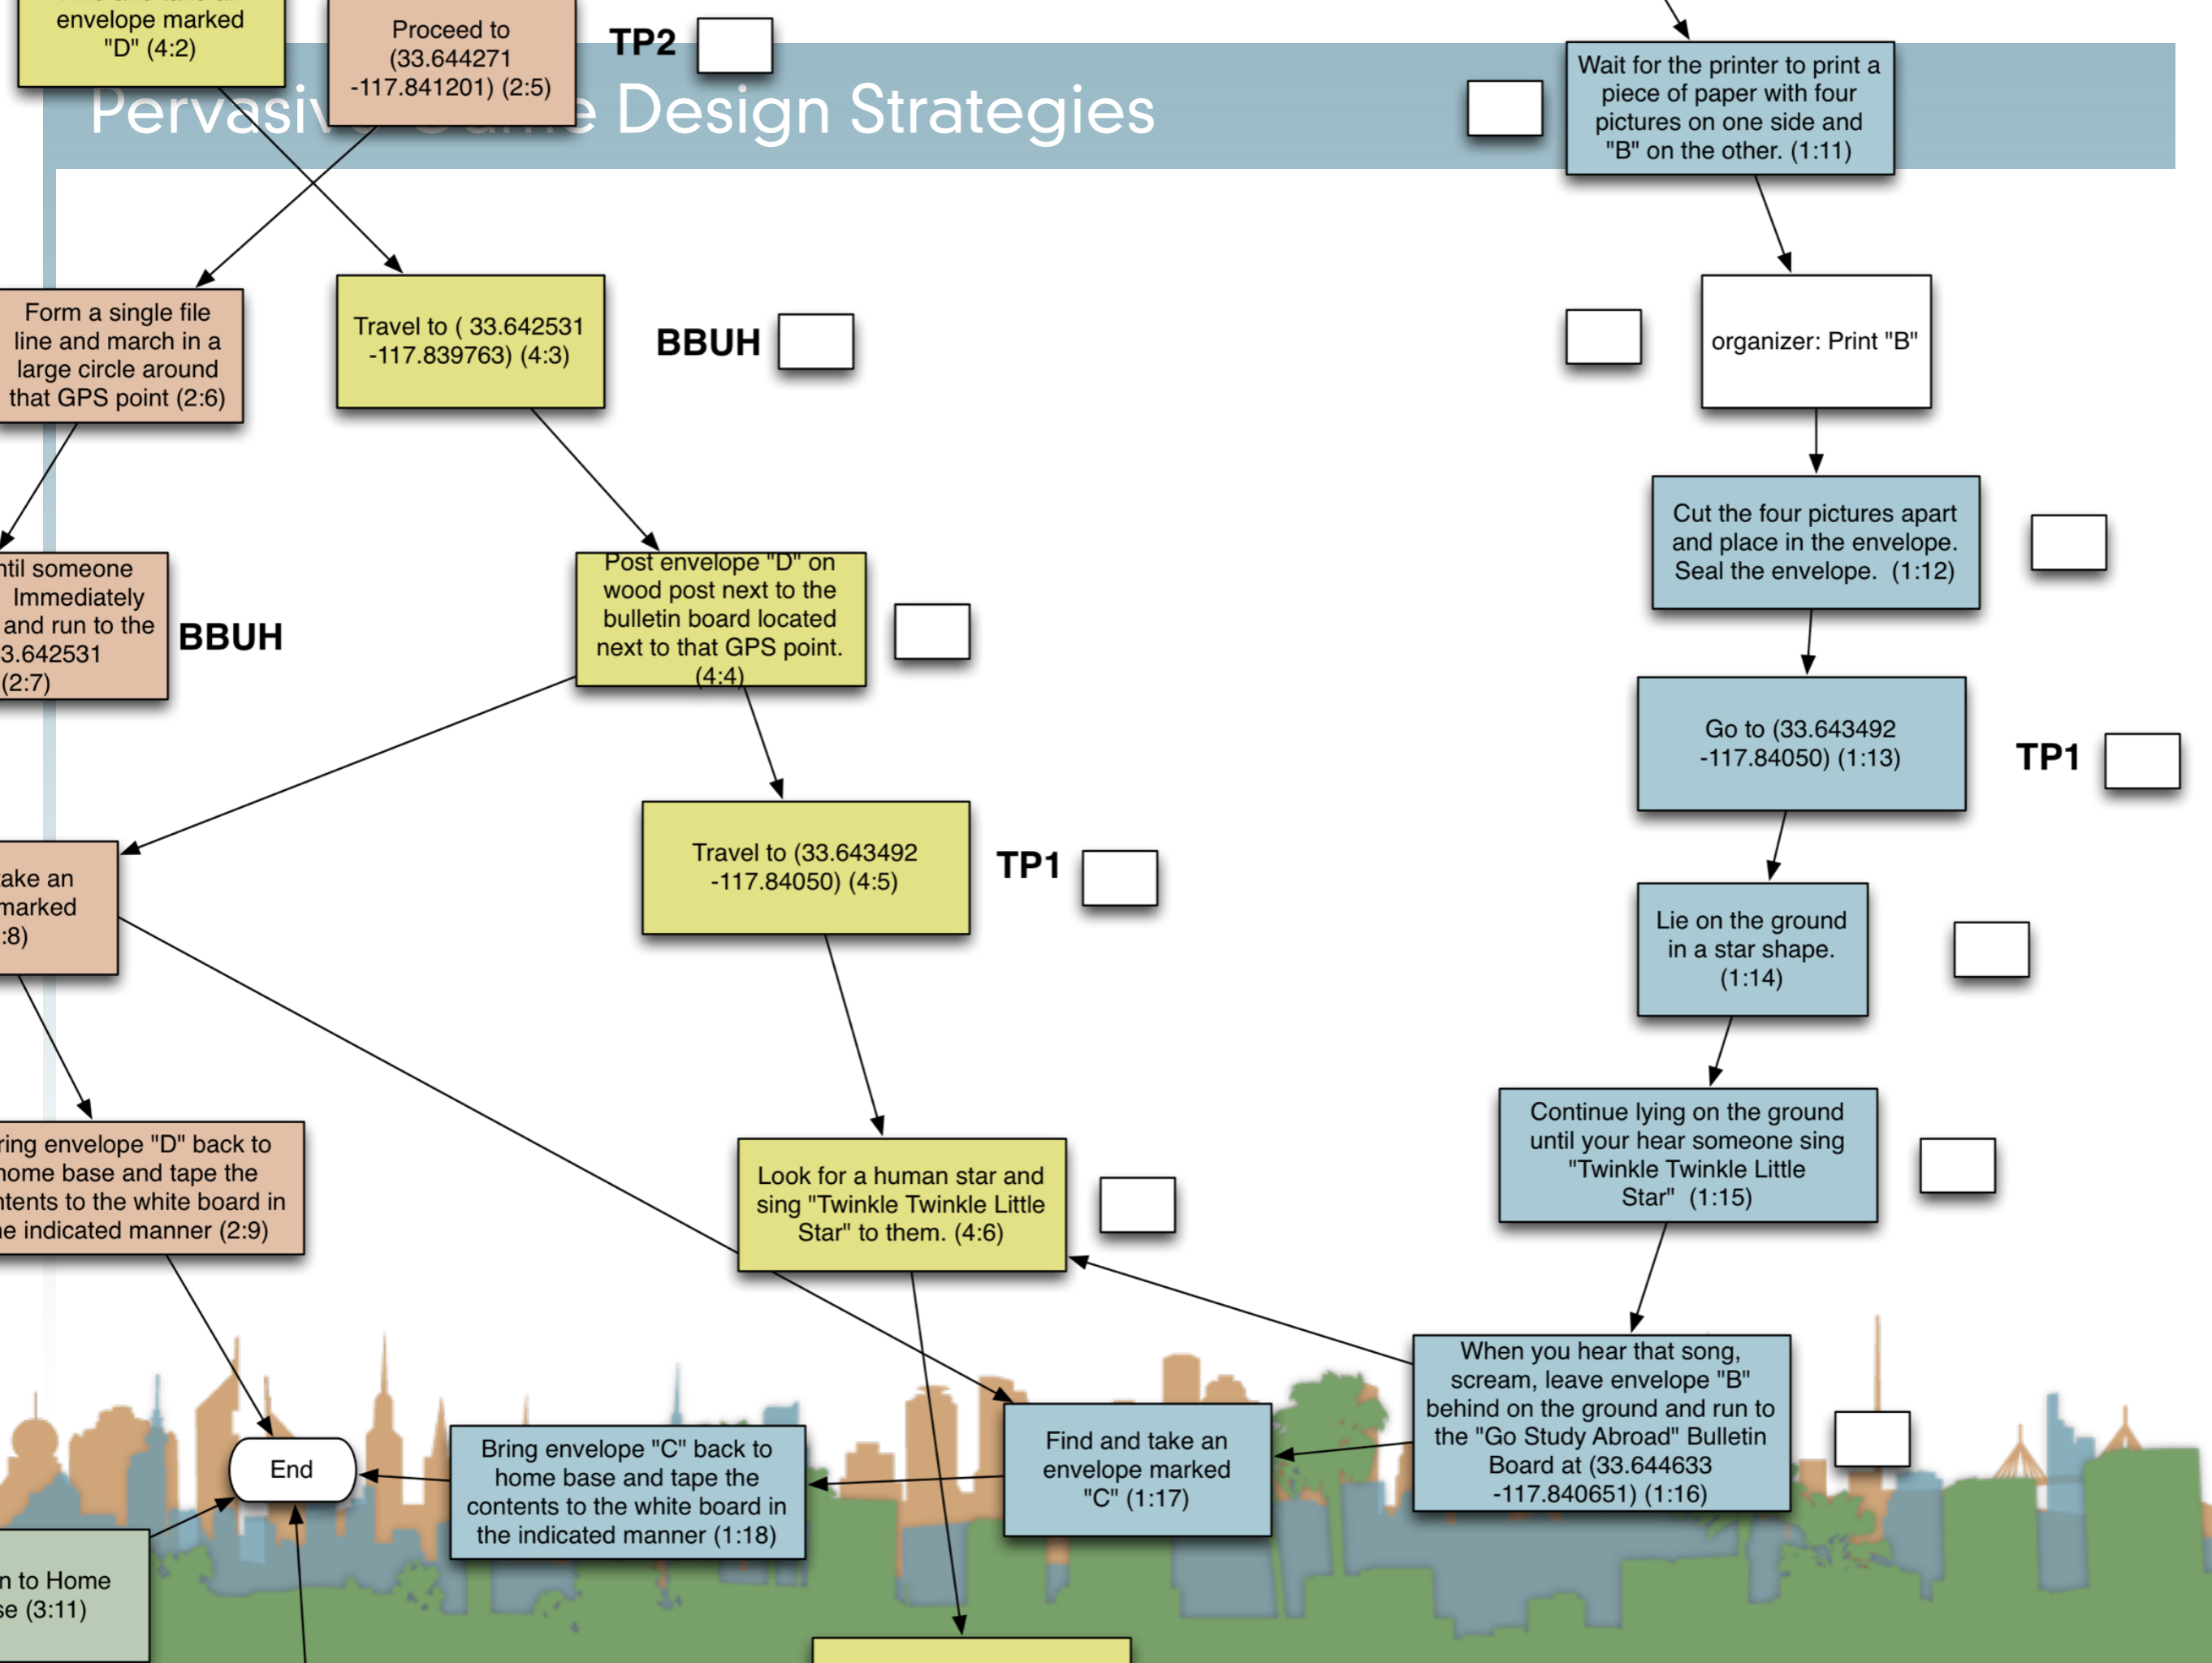 envelope marked
"D" (4:2)
Proceed to
(33.644271
-117.841201) (2:5)
TP2
Pervasive Game Design Strategies
Wait for the printer to print a
piece of paper with four
pictures on one side and
"B" on the other. (1:11)
Form a single file
line and march in a
large circle around
that GPS point (2:6)
Travel to ( 33.642531
-117.839763) (4:3)
BBUH
organizer: Print "B"
Cut the four pictures apart
and place in the envelope.
Seal the envelope.  (1:12)
someone
Immediately
and run to the
3.642531
(2:7)
BBUH
Post envelope "D" on
wood post next to the
bulletin board located
next to that GPS point.
(4:4)
Go to (33.643492
-117.84050) (1:13)
TP1
Travel to (33.643492
-117.84050) (4:5)
TP1
take an
marked
:8)
Lie on the ground
in a star shape.
(1:14)
Continue lying on the ground
until your hear someone sing
"Twinkle Twinkle Little
Star"  (1:15)
ring envelope "D" back to
home base and tape the
ntents to the white board in
e indicated manner (2:9)
Look for a human star and
sing "Twinkle Twinkle Little
Star" to them. (4:6)
When you hear that song,
scream, leave envelope "B"
behind on the ground and run to
the "Go Study Abroad" Bulletin
Board at (33.644633
-117.840651) (1:16)
End
Bring envelope "C" back to
home base and tape the
contents to the white board in
the indicated manner (1:18)
Find and take an
envelope marked
"C" (1:17)
n to Home
se (3:11)